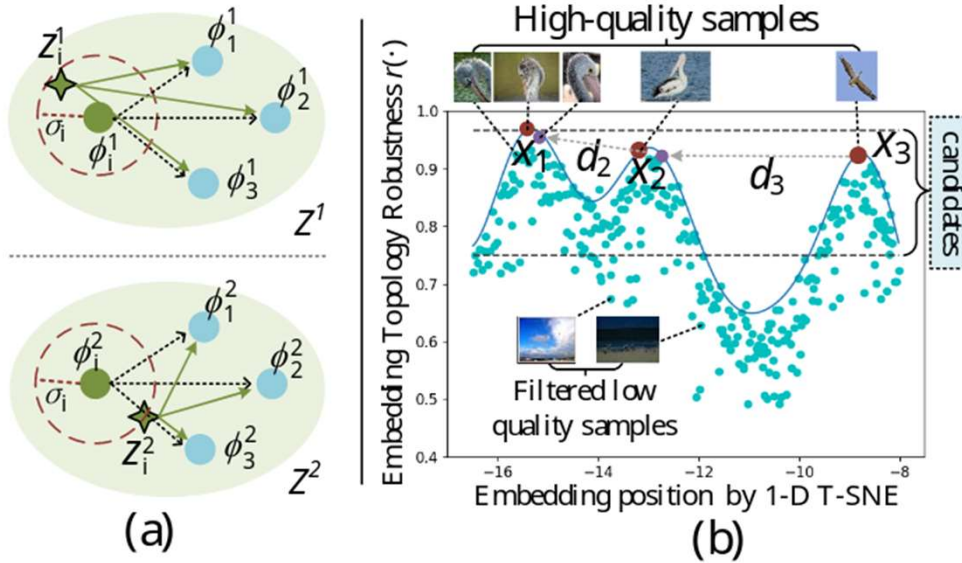 z_i^1
ϕ_1^1
ϕ_2^1
σ_i
ϕ_i^1
ϕ_3^1
Z^1
ϕ_1^2
ϕ_i^2
ϕ_2^2
σ_i
z_i^2
ϕ_3^2
Z^2
(a)
High-quality samples
Embedding Topology Robustness r(·)
1.0
0.9
0.8
0.7
0.6
0.5
0.4
x_1
d_2
x_2
d_3
x_3
candidates
Filtered low
quality samples
−16
−14
−12
−10
−8
Embedding position by 1-D T-SNE
(b)